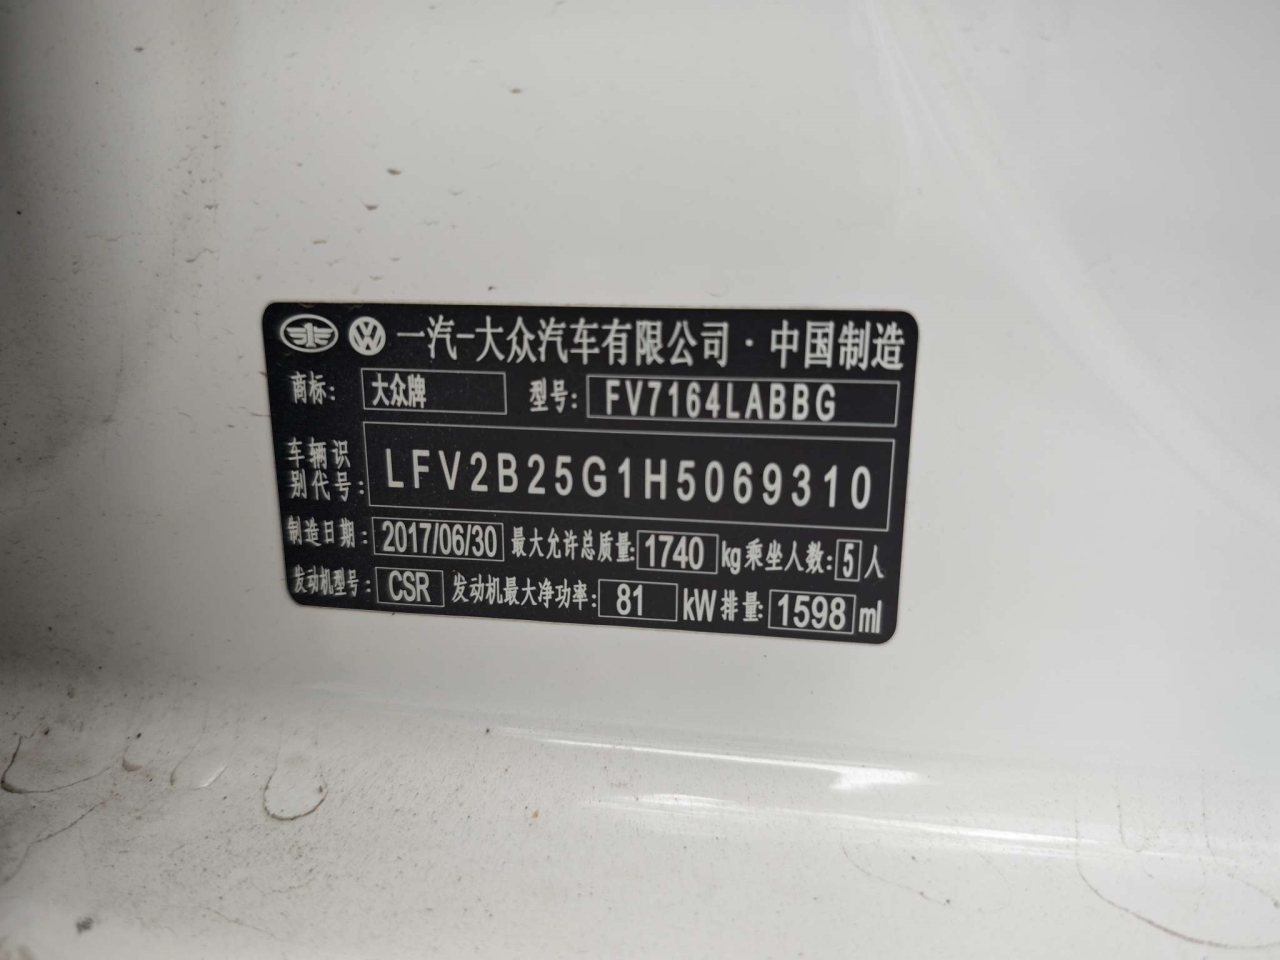 一汽-大众汽车有限公司·中国制造
商标: 大众牌 型号: FV7164LABBG
车辆识别代号: LFV2B25G1H5069310
制造日期: 2017/06/30 最大允许总质量: 1740 kg 乘坐人数: 5 人
发动机型号: CSR 发动机最大净功率: 81 kW 排量: 1598 ml